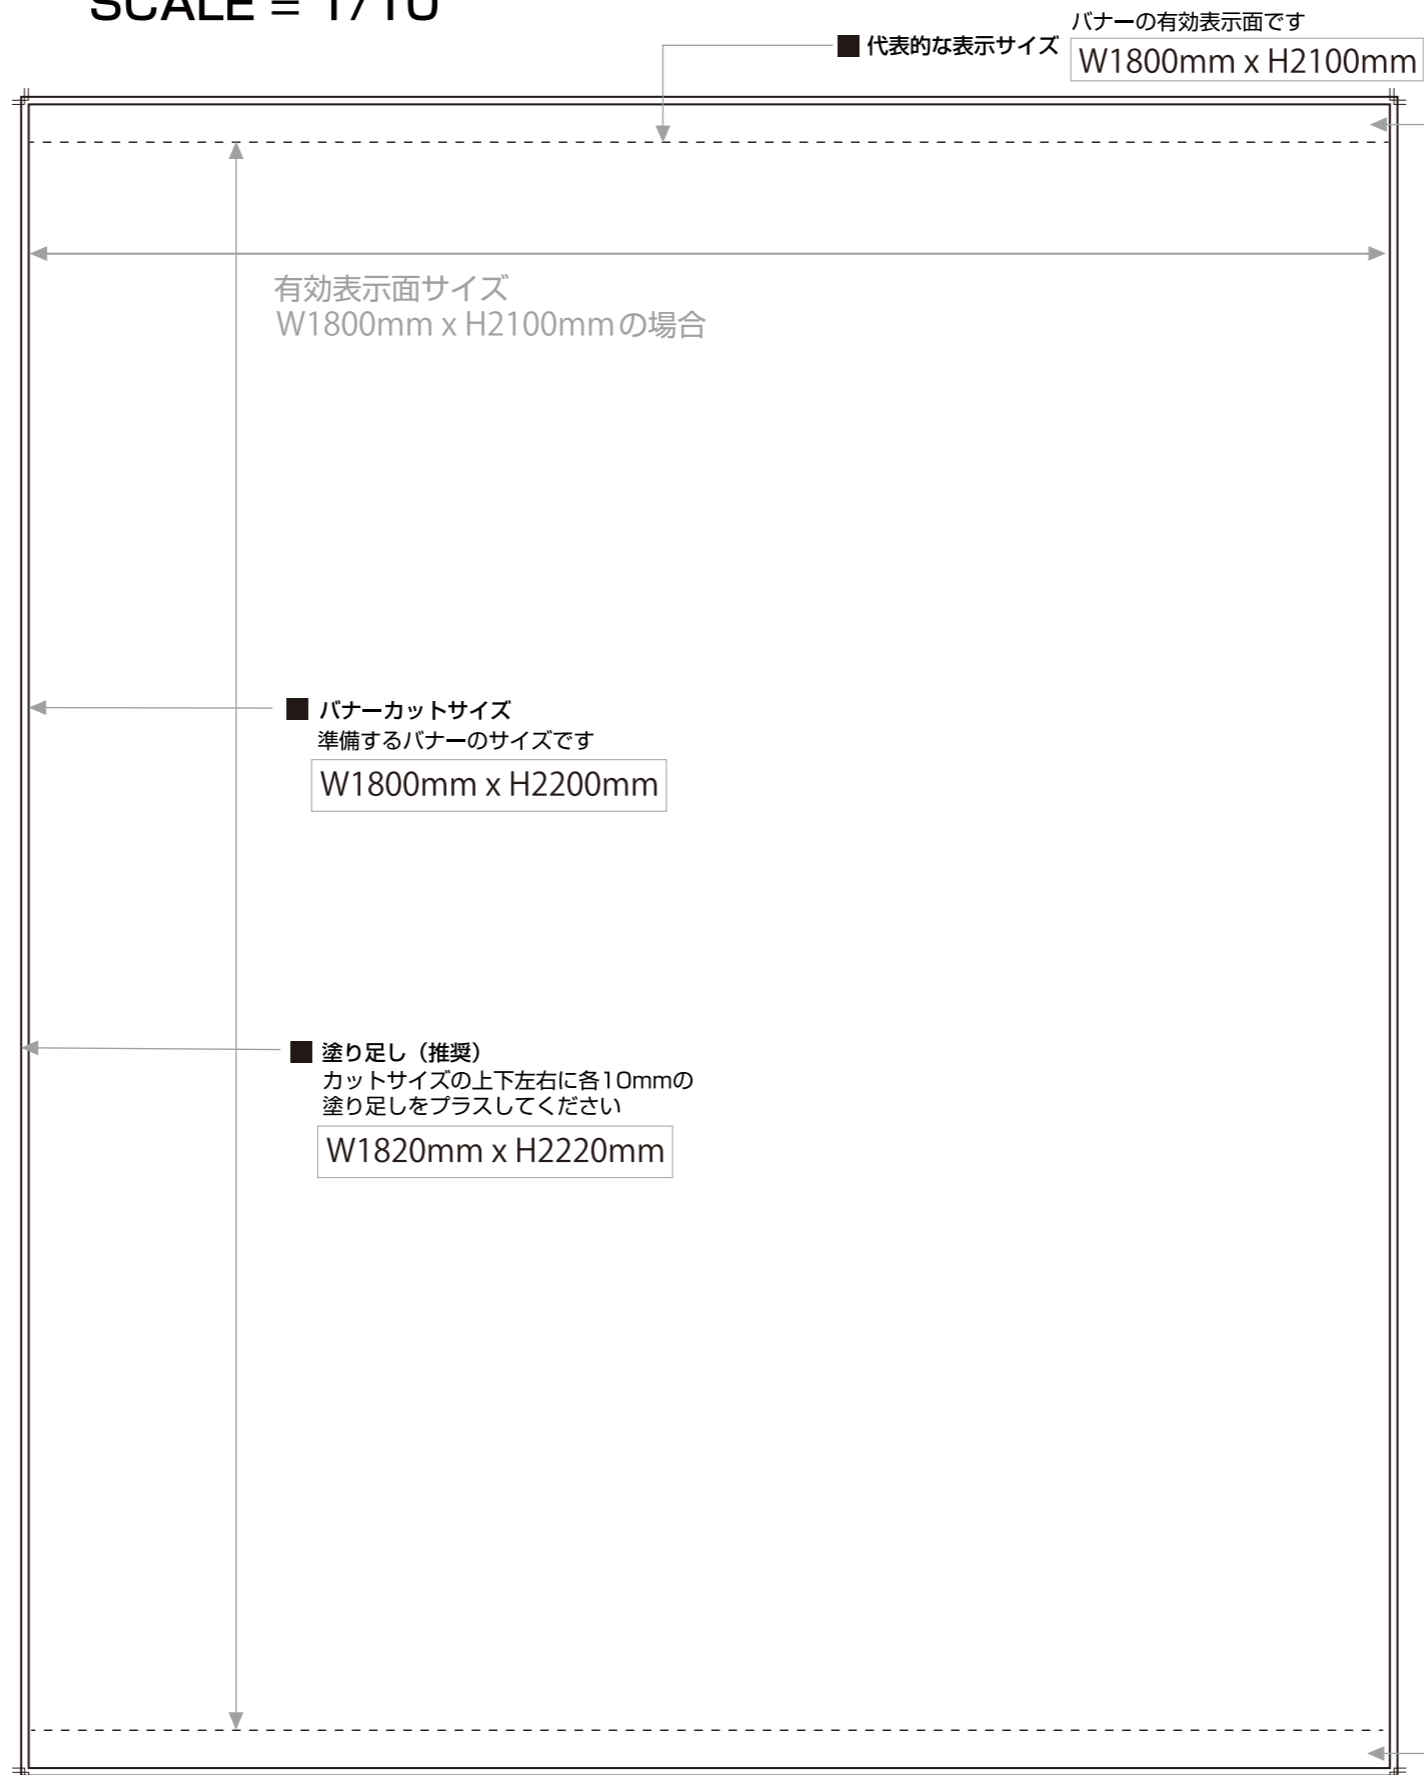 SCALE = 1/10
バナーの有効表示面です
■ 代表的な表示サイズ
W1800mm x H2100mm
有効表示面サイズ
W1800mm x H2100mmの場合
■ バナーカットサイズ
準備するバナーのサイズです
W1800mm x H2200mm
■ 塗り足し（推奨）
カットサイズの上下左右に各10mmの
塗り足しをプラスしてください
W1820mm x H2220mm